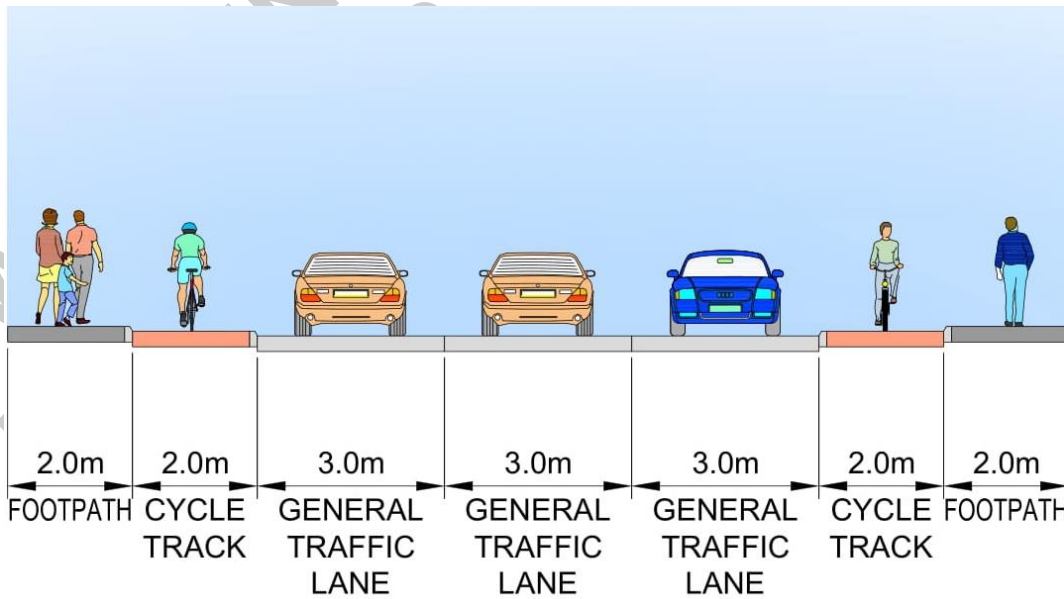 2.0m 2.0m 3.0m 3.0m 3.0m 2.0m 2.0m
FOOTPATH CYCLE GENERAL GENERAL GENERAL CYCLE FOOTPATH
TRACK TRAFFIC TRAFFIC TRAFFIC TRACK
LANE LANE LANE